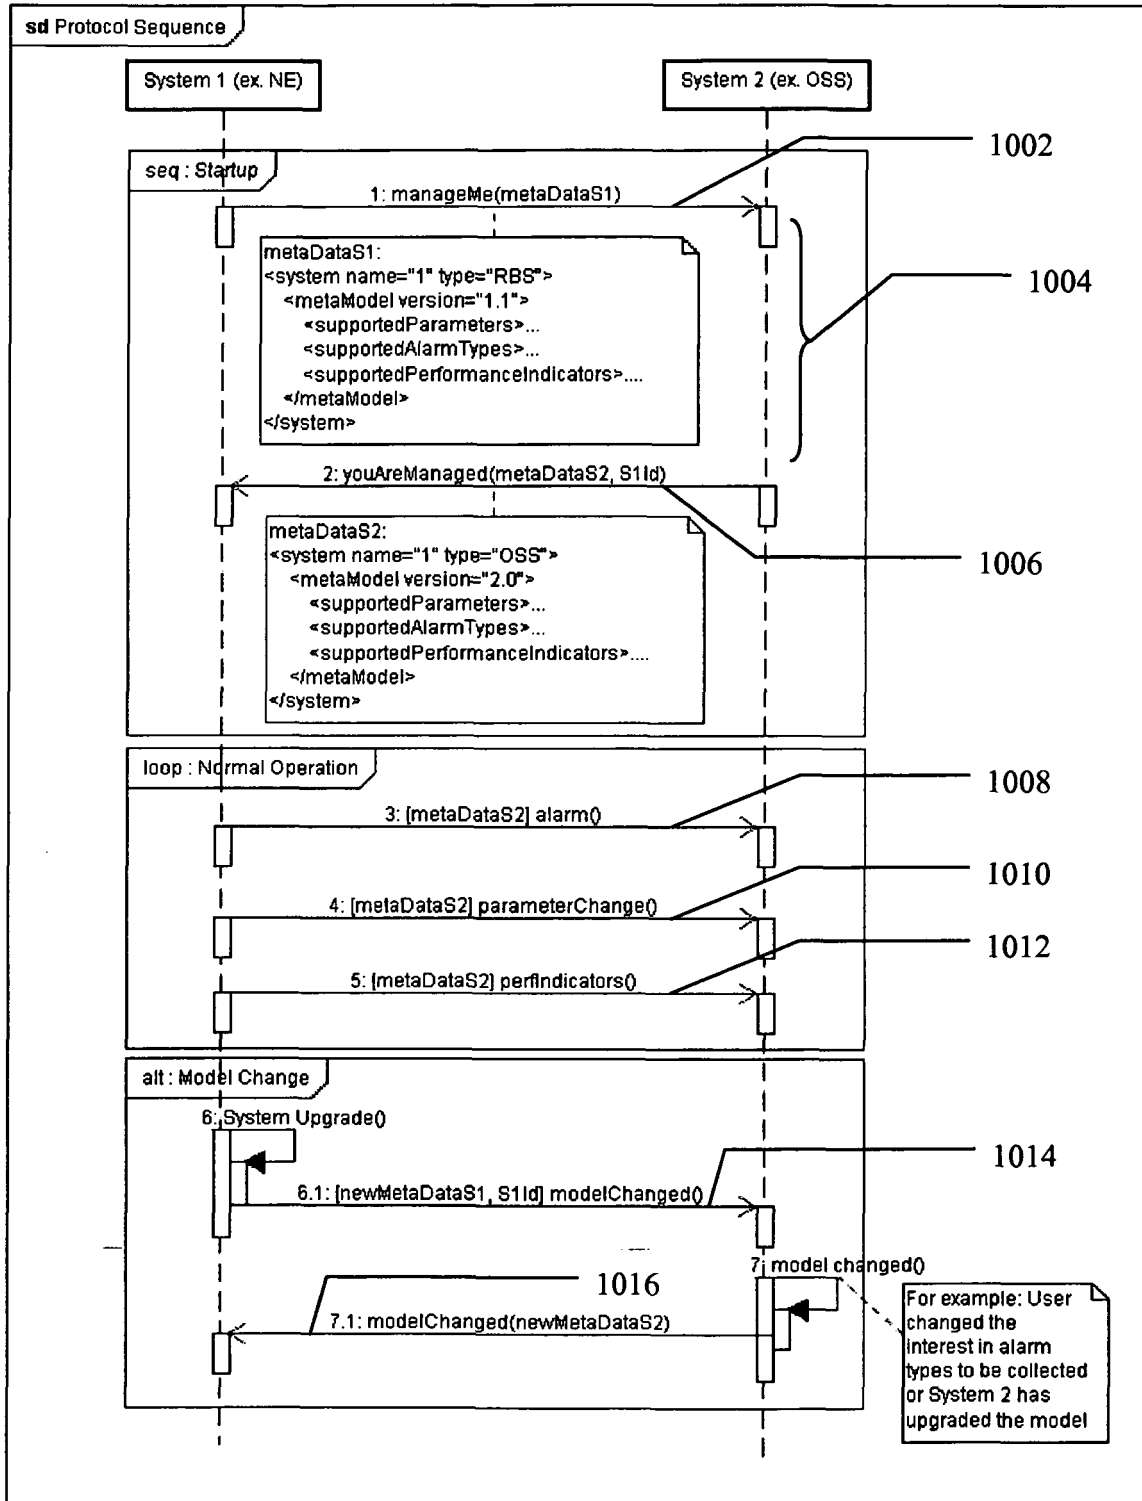 sd Protocol Sequence
System 1 (ex. NE)
System 2 (ex. OSS)
1002
seq : Startup
1: manageMe(metaDataS1)
metaDataS1:
<system name="1" type="RBS">
<metaModel version="1.1">
<supportedParameters>...
<supportedAlarmTypes>...
<supportedPerformanceIndicators>....
</metaModel>
</system>
1004
2: youAreManaged(metaDataS2, S1Id)
metaDataS2:
<system name="1" type="OSS">
<metaModel version="2.0">
<supportedParameters>...
<supportedAlarmTypes>...
<supportedPerformanceIndicators>....
</metaModel>
</system>
1006
loop : Normal Operation
1008
3: [metaDataS2] alarm()
1010
4: [metaDataS2] parameterChange()
1012
5: [metaDataS2] perfIndicators()
alt : Model Change
6: System Upgrade()
1014
6.1: [newMetaDataS1, S1Id] modelChanged()
7: model changed()
1016
7.1: modelChanged(newMetaDataS2)
For example: User
changed the
interest in alarm
types to be collected
or System 2 has
upgraded the model